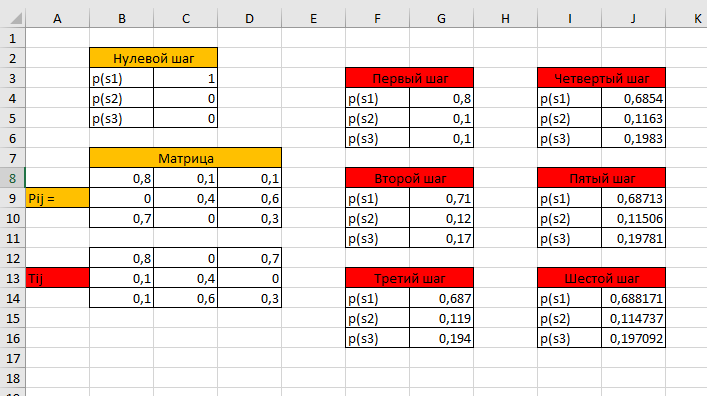 A B C D E F G H I J K
1
2 Нулевой шаг
3 p(s1) 1 Первый шаг Четвертый шаг
4 p(s2) 0 p(s1) 0,8 p(s1) 0,6854
5 p(s3) 0 p(s2) 0,1 p(s2) 0,1163
6 p(s3) 0,1 p(s3) 0,1983
7 Матрица
8 0,8 0,1 0,1 Второй шаг Пятый шаг
9 Pij = 0 0,4 0,6 p(s1) 0,71 p(s1) 0,68713
10 0,7 0 0,3 p(s2) 0,12 p(s2) 0,11506
11 p(s3) 0,17 p(s3) 0,19781
12 0,8 0 0,7
13 Tij 0,1 0,4 0 Третий шаг Шестой шаг
14 0,1 0,6 0,3 p(s1) 0,687 p(s1) 0,688171
15 p(s2) 0,119 p(s2) 0,114737
16 p(s3) 0,194 p(s3) 0,197092
17
18